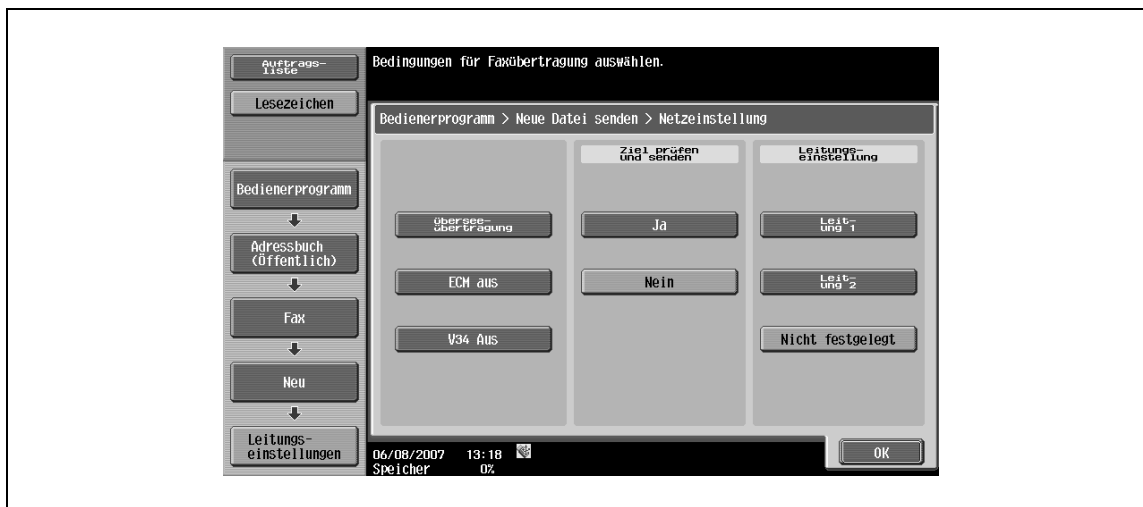 Auftrags-
liste
Lesezeichen
Bedienerprogramm
Adressbuch
(Öffentlich)
Fax
Neu
Leitungs-
einstellungen
Bedingungen für Faxübertragung auswählen.
Bedienerprogramm > Neue Datei senden > Netzeinstellung
übersee-
übertragung
ECM aus
V34 Aus
Ziel prüfen
und senden
Ja
Nein
Leitungs-
einstellung
Leit-
ung 1
Leit-
ung 2
Nicht festgelegt
06/08/2007 13:18
Speicher 0%
OK